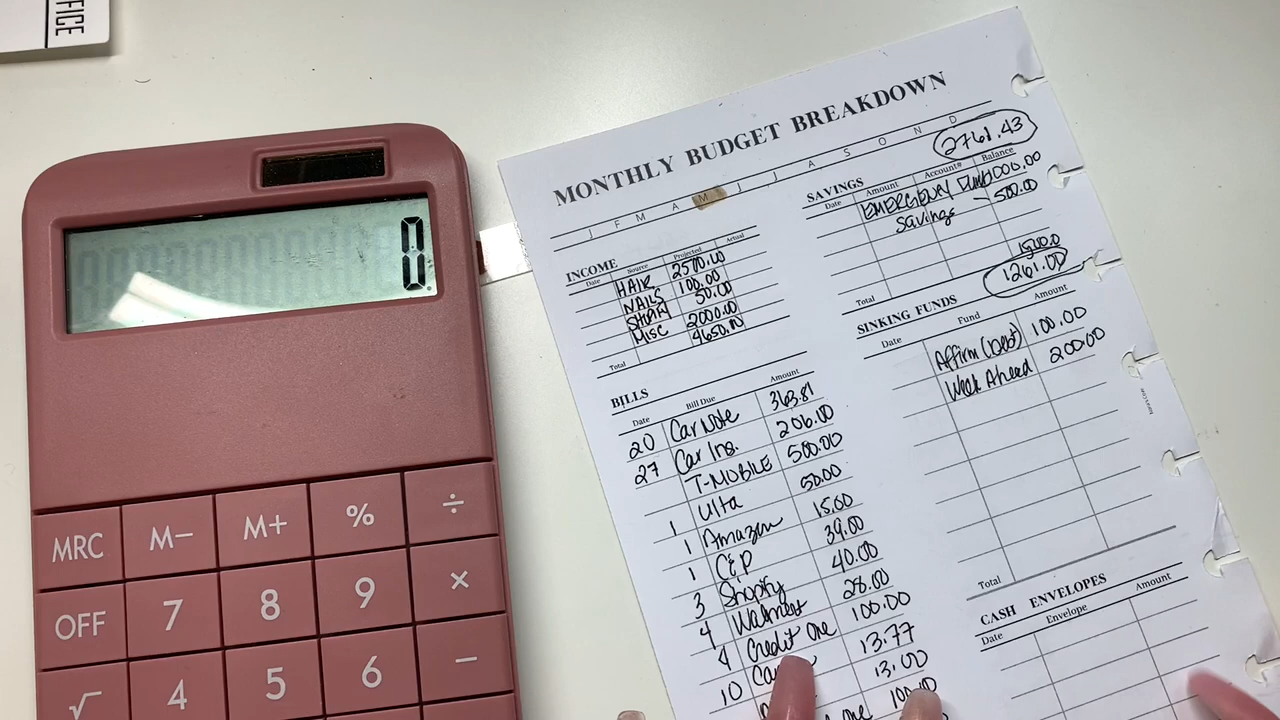 FICE
0
MRC M− M+ % ÷
OFF 7 8 9 ×
√ 4 5 6 −
MONTHLY BUDGET BREAKDOWN
J F M A M J J A S O N D
2761.43
INCOME
Date Source Projected Actual
HAIR 2500.00
NAILS 100.00
50.00
MISC 2000.00
Total 4650.00
BILLS
Date Bill Due Amount
20 Car Note 363.81
27 Car Ins. 206.00
T-MOBILE 500.00
1 Ulta 50.00
1 Amazon 15.00
1 C&P 39.00
3 Shopify 40.00
4 Walmart 28.00
4 Credit One 100.00
10 13.77
13.00
One 100.00
SAVINGS
Date Amount Account# Balance
EMERGENCY Fund 1000.00
Savings 500.00
1500.0
Total
1261.00
SINKING FUNDS
Date Fund Amount
Affirm (Debt) 100.00
Week Ahead 200.00
Total
CASH ENVELOPES
Date Envelope Amount